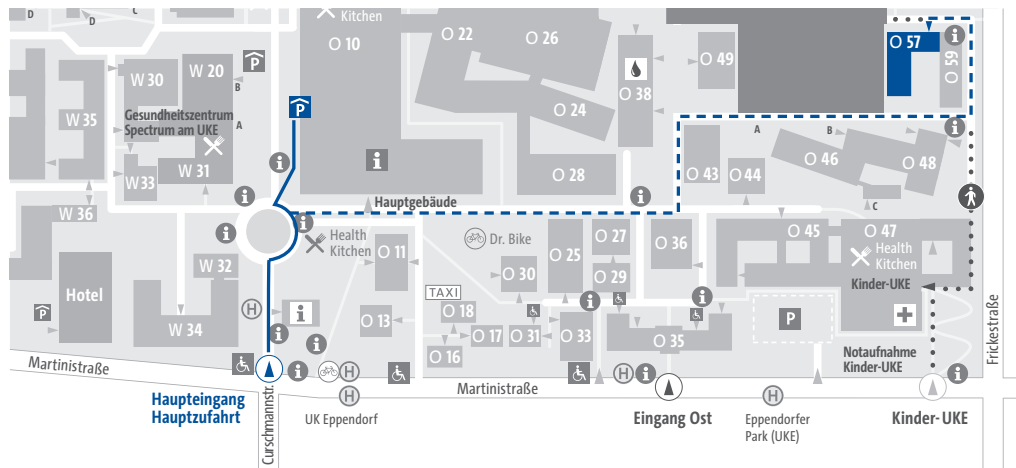 D
C
D
Kitchen
Health
O 10
O 22
O 26
O 49
O 57
O 59
W 30
W 20
P
B
O 38
P
O 24
Gesundheitszentrum
Spectrum am UKE
A
W 35
A
B
O 46
O 48
W 33
W 31
i
O 28
O 43
O 44
C
W 36
Hauptgebäude
Health
Kitchen
O 11
Dr. Bike
O 25
O 27
O 36
O 45
O 47
Health
Kitchen
W 32
O 30
O 29
Kinder-UKE
Hotel
TAXI
P
H
i
O 13
O 18
O 17
O 31
O 33
P
W 34
O 16
O 35
Notaufnahme
Kinder-UKE
Frickestraße
Martinistraße
H
Martinistraße
H
Haupteingang
Hauptzufahrt
Curschmannstr.
H
UK Eppendorf
Eingang Ost
H
Eppendorfer
Park (UKE)
Kinder-UKE